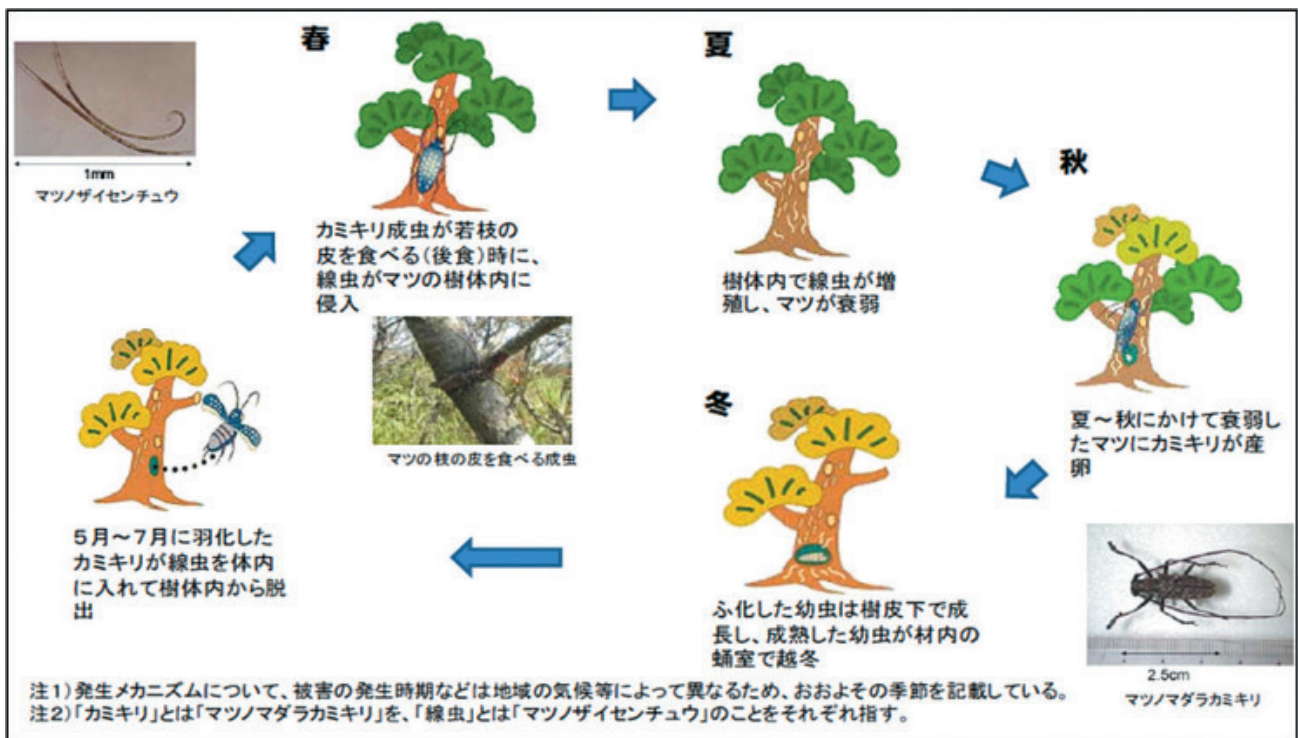 春
1mm
マツノザイセンチュウ
カミキリ成虫が若枝の
皮を食べる(後食)時に、
線虫がマツの樹体内に
侵入
マツの枝の皮を食べる成虫
夏
樹体内で線虫が増
殖し、マツが衰弱
秋
夏～秋にかけて衰弱し
たマツにカミキリが産
卵
2.5cm
マツノマダラカミキリ
冬
ふ化した幼虫は樹皮下で成
長し、成熟した幼虫が材内の
蛹室で越冬
5月～7月に羽化した
カミキリが線虫を体内
に入れて樹体内から脱
出
注1)発生メカニズムについて、被害の発生時期などは地域の気候等によって異なるため、おおよその季節を記載している。
注2)「カミキリ」とは「マツノマダラカミキリ」を、「線虫」とは「マツノザイセンチュウ」のことをそれぞれ指す。